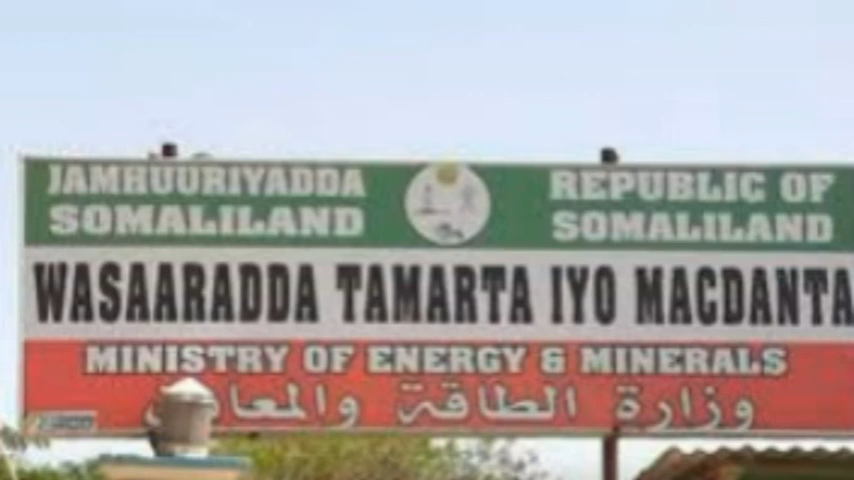 JAMHUURIYADDA
SOMALILAND
REPUBLIC OF
SOMALILAND
WASAARADDA TAMARTA IYO MACDANTA
MINISTRY OF ENERGY & MINERALS
وزارة الطاقة